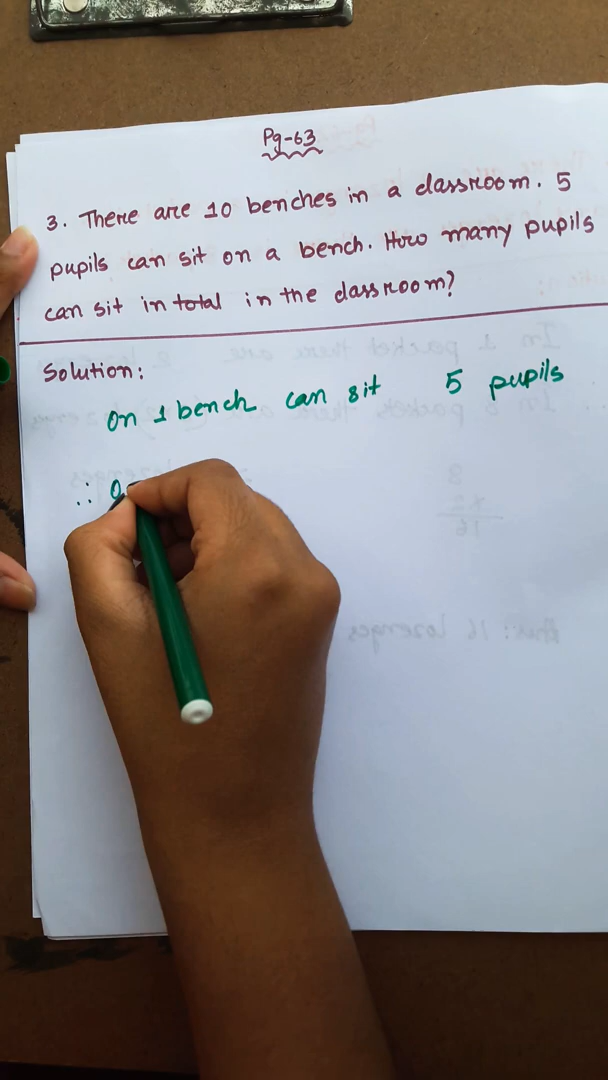 Pg-63
3. There are 10 benches in a classroom. 5
pupils can sit on a bench. How many pupils
can sit in total in the classroom?
Solution:
On 1 bench can sit 5 pupils
∴ O